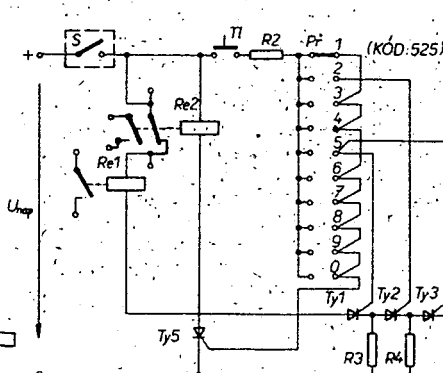 S
Tl
R2
Př
1
(KÓD: 525)
+
2
3
Re2
4
5
Re1
6
7
Unap
8
9
0
Ty1
Ty2
Ty3
Ty5
R3
R4